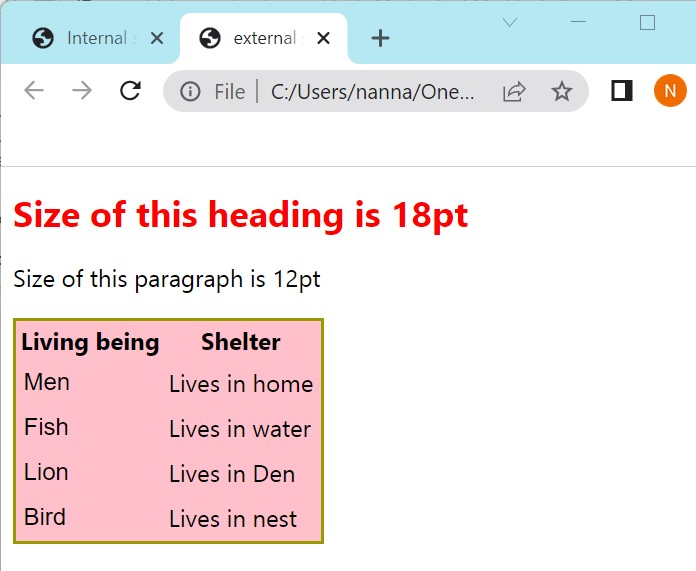 Internal s
external s
File
C:/Users/nanna/One...
N
Size of this heading is 18pt
Size of this paragraph is 12pt
Living being Shelter
Men Lives in home
Fish Lives in water
Lion Lives in Den
Bird Lives in nest